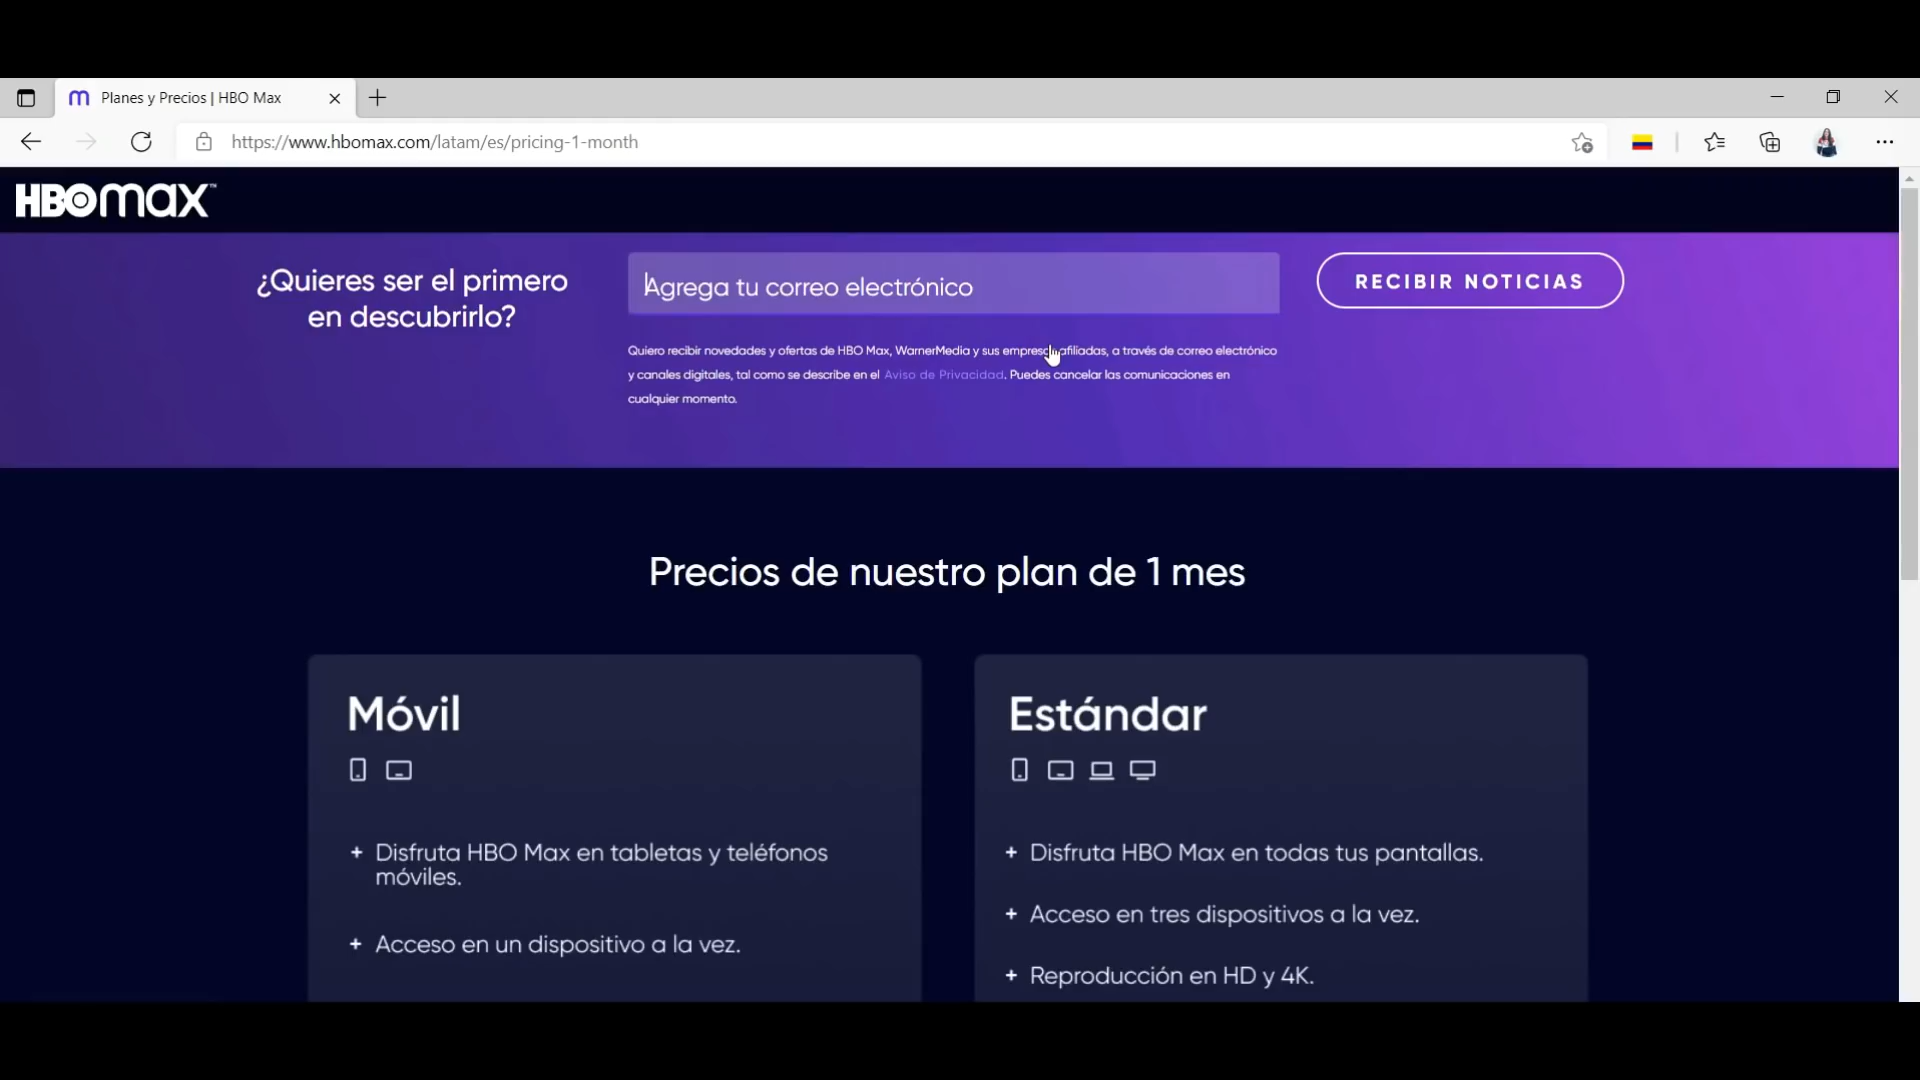 Planes y Precios | HBO Max
https://www.hbomax.com/latam/es/pricing-1-month
HBOmax™
¿Quieres ser el primero
en descubrirlo?
Agrega tu correo electrónico
RECIBIR NOTICIAS
Quiero recibir novedades y ofertas de HBO Max, WarnerMedia y sus afiliadas, a través de correo electrónico
y canales digitales, tal como se describe en el Aviso de Privacidad. Puedes cancelar las comunicaciones en
cualquier momento.
Precios de nuestro plan de 1 mes
Móvil
+ Disfruta HBO Max en tabletas y teléfonos
móviles.
+ Acceso en un dispositivo a la vez.
Estándar
+ Disfruta HBO Max en todas tus pantallas.
+ Acceso en tres dispositivos a la vez.
+ Reproducción en HD y 4K.